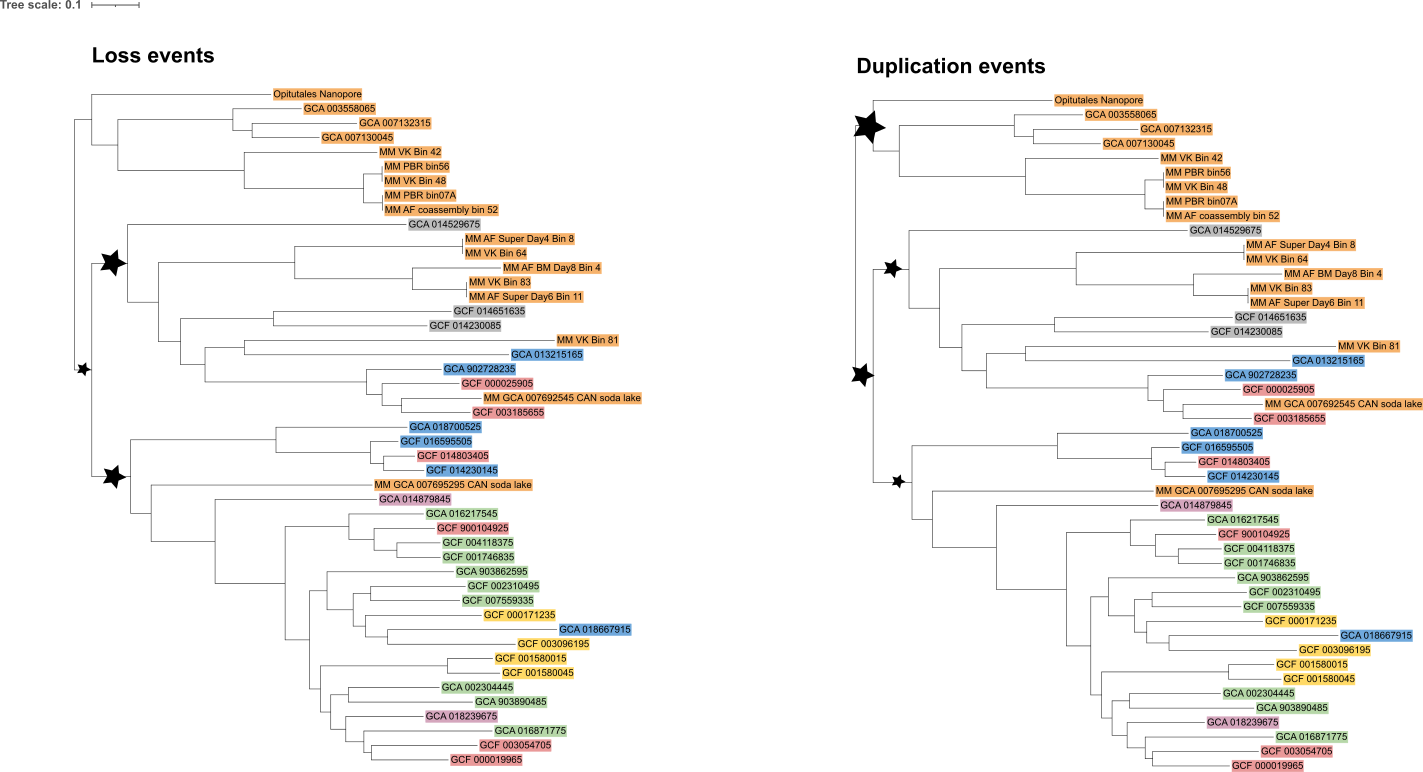 Tree scale: 0.1
Loss events
Opitutales Nanopore
GCA 003558065
GCA 007132315
GCA 007130045
MM VK Bin 42
MM PBR bin56
MM VK Bin 48
MM PBR bin07A
MM AF coassembly bin 52
GCA 014529675
MM AF Super Day4 Bin 8
MM VK Bin 64
MM AF BM Day8 Bin 4
MM VK Bin 83
MM AF Super Day6 Bin 11
GCF 014651635
GCF 014230085
MM VK Bin 81
GCA 013215165
GCA 902728235
GCF 000025905
MM GCA 007692545 CAN soda lake
GCF 003185655
GCA 018700525
GCF 016595505
GCF 014803405
GCF 014230145
MM GCA 007695295 CAN soda lake
GCA 014879845
GCA 016217545
GCF 900104925
GCF 004118375
GCF 001746835
GCA 903862595
GCF 002310495
GCF 007559335
GCF 000171235
GCA 018667915
GCF 003096195
GCF 001580015
GCF 001580045
GCA 002304445
GCA 903890485
GCA 018239675
GCA 016871775
GCF 003054705
GCF 000019965
Duplication events
Opitutales Nanopore
GCA 003558065
GCA 007132315
GCA 007130045
MM VK Bin 42
MM PBR bin56
MM VK Bin 48
MM PBR bin07A
MM AF coassembly bin 52
GCA 014529675
MM AF Super Day4 Bin 8
MM VK Bin 64
MM AF BM Day8 Bin 4
MM VK Bin 83
MM AF Super Day6 Bin 11
GCF 014651635
GCF 014230085
MM VK Bin 81
GCA 013215165
GCA 902728235
GCF 000025905
MM GCA 007692545 CAN soda lake
GCF 003185655
GCA 018700525
GCF 016595505
GCF 014803405
GCF 014230145
MM GCA 007695295 CAN soda lake
GCA 014879845
GCA 016217545
GCF 900104925
GCF 004118375
GCF 001746835
GCA 903862595
GCF 002310495
GCF 007559335
GCF 000171235
GCA 018667915
GCF 003096195
GCF 001580015
GCF 001580045
GCA 002304445
GCA 903890485
GCA 018239675
GCA 016871775
GCF 003054705
GCF 000019965